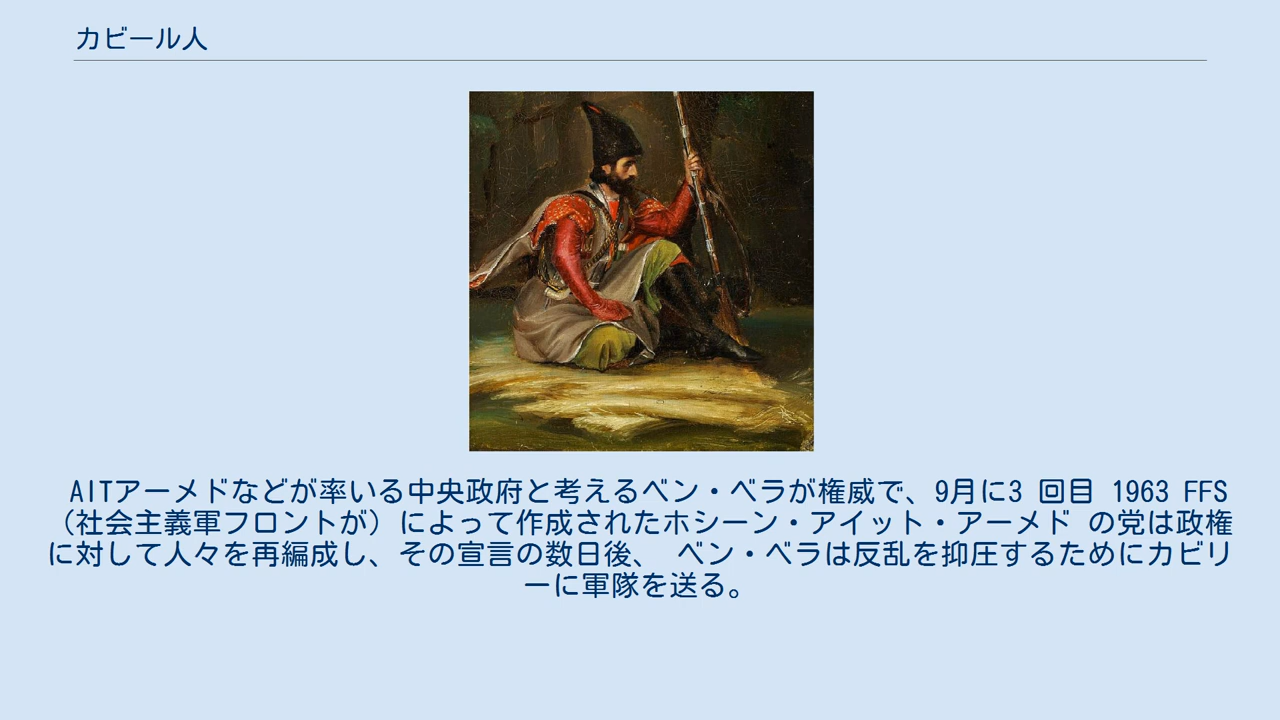 カビール人
AITアーメドなどが率いる中央政府と考えるベン・ベラが権威で、9月に3 回目 1963 FFS
（社会主義軍フロントが）によって作成されたホシーン・アイット・アーメド の党は政権
に対して人々を再編成し、その宣言の数日後、 ベン・ベラは反乱を抑圧するためにカビリ
ーに軍隊を送る。